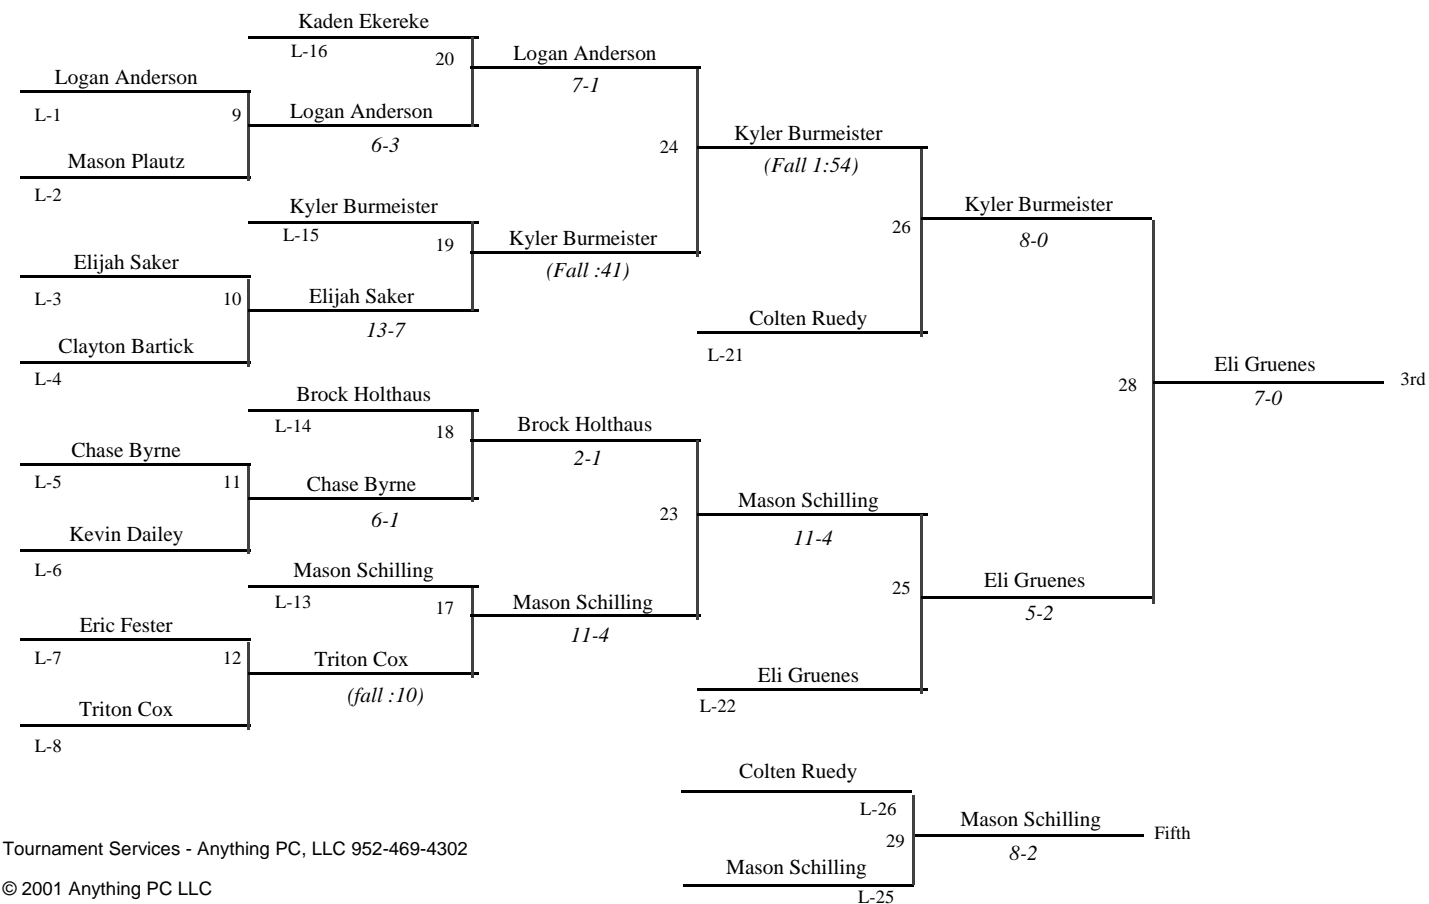 Kaden Ekereke
L-16
20
Logan Anderson
7-1
Logan Anderson
L-1
9
Logan Anderson
6-3
Mason Plautz
L-2
24
Kyler Burmeister
(Fall 1:54)
Kyler Burmeister
L-15
19
Kyler Burmeister
(Fall :41)
26
Kyler Burmeister
8-0
Elijah Saker
L-3
10
Elijah Saker
13-7
Clayton Bartick
L-4
Colten Ruedy
L-21
28
Eli Gruenes
7-0
3rd
Brock Holthaus
L-14
18
Brock Holthaus
2-1
Chase Byrne
L-5
11
Chase Byrne
6-1
Kevin Dailey
L-6
23
Mason Schilling
11-4
Mason Schilling
L-13
17
Mason Schilling
11-4
25
Eli Gruenes
5-2
Eric Fester
L-7
12
Triton Cox
(fall :10)
Triton Cox
L-8
Eli Gruenes
L-22
Colten Ruedy
L-26
29
Mason Schilling
8-2
Fifth
Mason Schilling
L-25
Tournament Services - Anything PC, LLC 952-469-4302
© 2001 Anything PC LLC